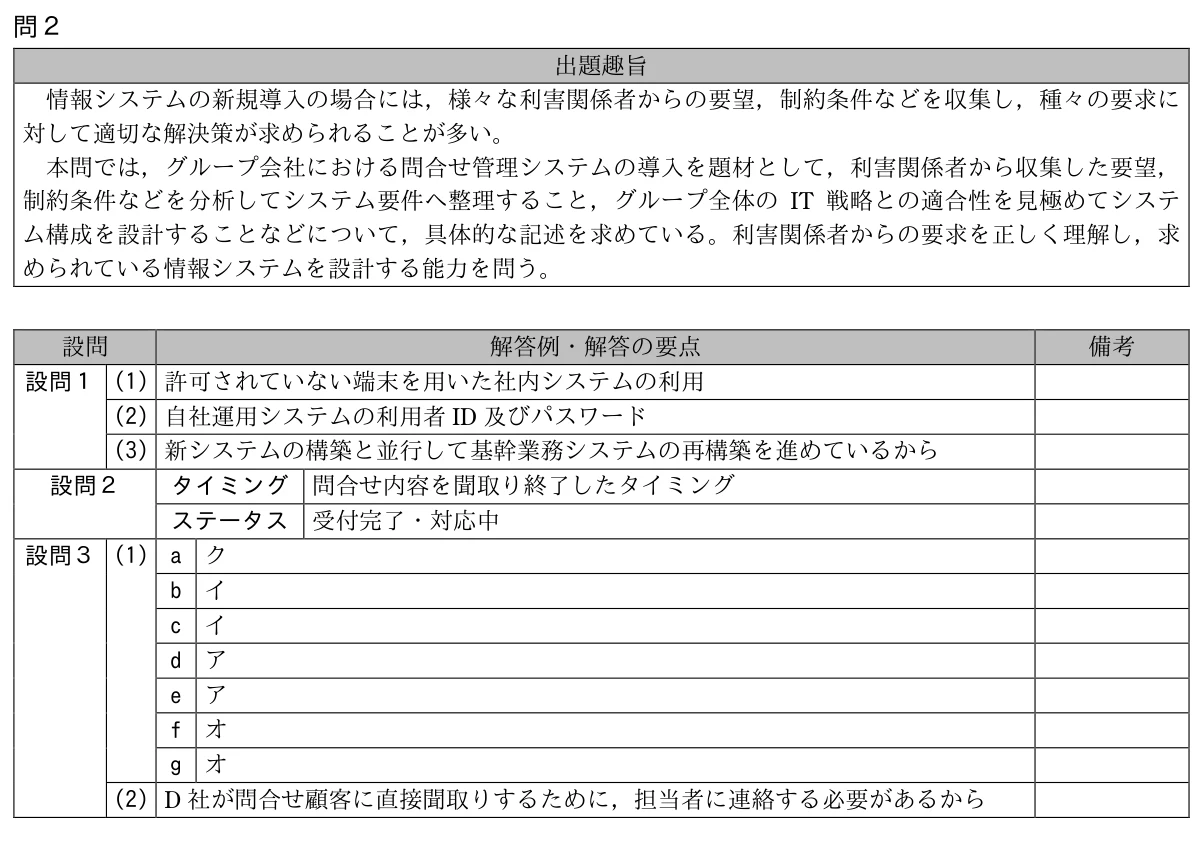 問２
出題趣旨
情報システムの新規導入の場合には，様々な利害関係者からの要望，制約条件などを収集し，種々の要求に
対して適切な解決策が求められることが多い。
本問では，グループ会社における問合せ管理システムの導入を題材として，利害関係者から収集した要望，
制約条件などを分析してシステム要件へ整理すること，グループ全体の IT 戦略との適合性を見極めてシステ
ム構成を設計することなどについて，具体的な記述を求めている。利害関係者からの要求を正しく理解し，求
められている情報システムを設計する能力を問う。
設問 解答例・解答の要点 備考
設問１ (1) 許可されていない端末を用いた社内システムの利用
(2) 自社運用システムの利用者 ID 及びパスワード
(3) 新システムの構築と並行して基幹業務システムの再構築を進めているから
設問２ タイミング 問合せ内容を聞取り終了したタイミング
ステータス 受付完了・対応中
設問３ (1) a ク
b イ
c イ
d ア
e ア
f オ
g オ
(2) D 社が問合せ顧客に直接聞取りするために，担当者に連絡する必要があるから